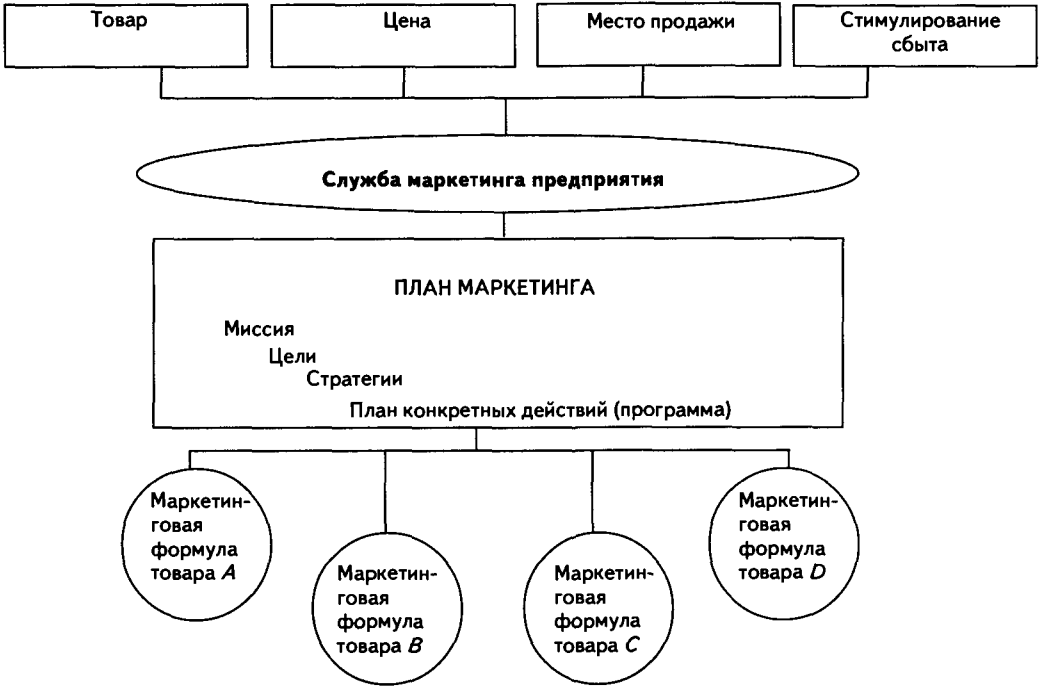 Товар
Цена
Место продажи
Стимулирование
сбыта
Служба маркетинга предприятия
ПЛАН МАРКЕТИНГА
Миссия
Цели
Стратегии
План конкретных действий (программа)
Маркетин-
говая
формула
товара A
Маркетин-
говая
формула
товара B
Маркетин-
говая
формула
товара C
Маркетин-
говая
формула
товара D